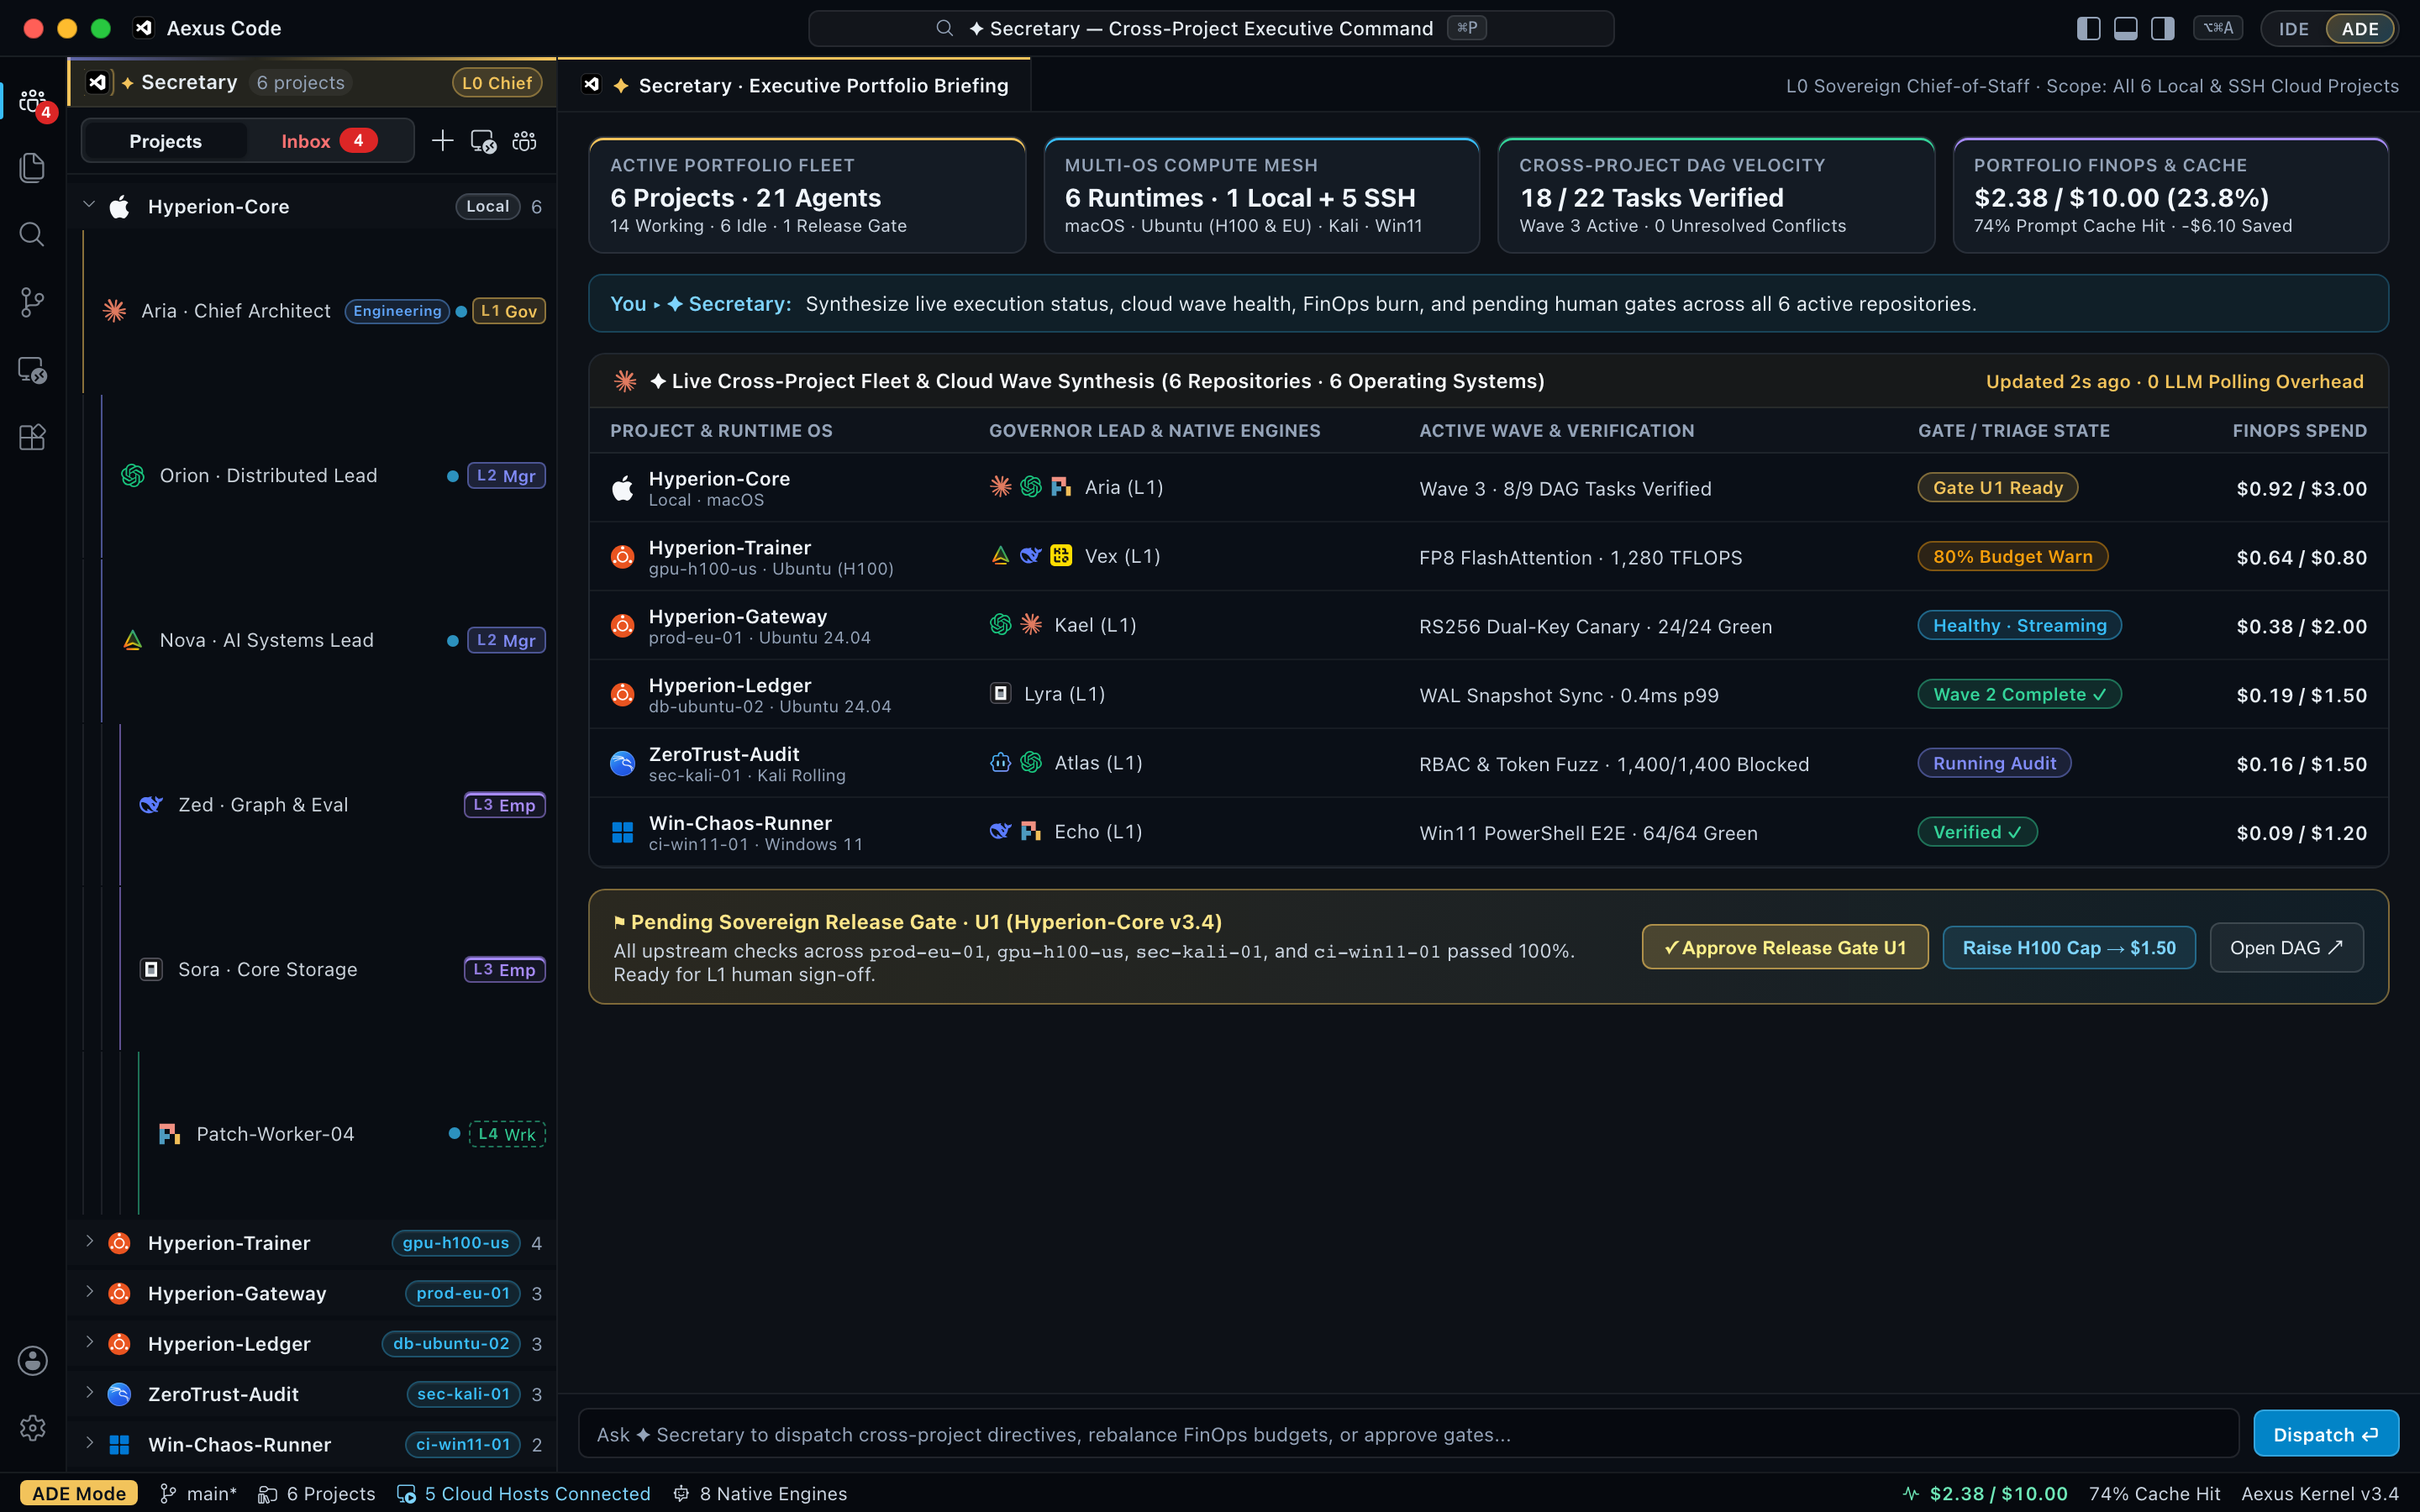 Aexus Code
✦ Secretary — Cross-Project Executive Command ⌘P
⌥⌘A
IDE ADE
4
✦ Secretary 6 projects L0 Chief
Projects Inbox 4
Hyperion-Core Local 6
Aria · Chief Architect Engineering L1 Gov
Orion · Distributed Lead L2 Mgr
Nova · AI Systems Lead L2 Mgr
Zed · Graph & Eval L3 Emp
Sora · Core Storage L3 Emp
Patch-Worker-04 L4 Wrk
Hyperion-Trainer gpu-h100-us 4
Hyperion-Gateway prod-eu-01 3
Hyperion-Ledger db-ubuntu-02 3
ZeroTrust-Audit sec-kali-01 3
Win-Chaos-Runner ci-win11-01 2
✦ Secretary · Executive Portfolio Briefing
L0 Sovereign Chief-of-Staff · Scope: All 6 Local & SSH Cloud Projects
ACTIVE PORTFOLIO FLEET
6 Projects · 21 Agents
14 Working · 6 Idle · 1 Release Gate
MULTI-OS COMPUTE MESH
6 Runtimes · 1 Local + 5 SSH
macOS · Ubuntu (H100 & EU) · Kali · Win11
CROSS-PROJECT DAG VELOCITY
18 / 22 Tasks Verified
Wave 3 Active · 0 Unresolved Conflicts
PORTFOLIO FINOPS & CACHE
$2.38 / $10.00 (23.8%)
74% Prompt Cache Hit · -$6.10 Saved
You ▸ ✦ Secretary: Synthesize live execution status, cloud wave health, FinOps burn, and pending human gates across all 6 active repositories.
✦ Live Cross-Project Fleet & Cloud Wave Synthesis (6 Repositories · 6 Operating Systems)
Updated 2s ago · 0 LLM Polling Overhead
PROJECT & RUNTIME OS GOVERNOR LEAD & NATIVE ENGINES ACTIVE WAVE & VERIFICATION GATE / TRIAGE STATE FINOPS SPEND
Hyperion-Core
Local · macOS
Aria (L1)
Wave 3 · 8/9 DAG Tasks Verified
Gate U1 Ready
$0.92 / $3.00
Hyperion-Trainer
gpu-h100-us · Ubuntu (H100)
Vex (L1)
FP8 FlashAttention · 1,280 TFLOPS
80% Budget Warn
$0.64 / $0.80
Hyperion-Gateway
prod-eu-01 · Ubuntu 24.04
Kael (L1)
RS256 Dual-Key Canary · 24/24 Green
Healthy · Streaming
$0.38 / $2.00
Hyperion-Ledger
db-ubuntu-02 · Ubuntu 24.04
Lyra (L1)
WAL Snapshot Sync · 0.4ms p99
Wave 2 Complete ✓
$0.19 / $1.50
ZeroTrust-Audit
sec-kali-01 · Kali Rolling
Atlas (L1)
RBAC & Token Fuzz · 1,400/1,400 Blocked
Running Audit
$0.16 / $1.50
Win-Chaos-Runner
ci-win11-01 · Windows 11
Echo (L1)
Win11 PowerShell E2E · 64/64 Green
Verified ✓
$0.09 / $1.20
⚑ Pending Sovereign Release Gate · U1 (Hyperion-Core v3.4)
All upstream checks across prod-eu-01, gpu-h100-us, sec-kali-01, and ci-win11-01 passed 100%.
Ready for L1 human sign-off.
✓ Approve Release Gate U1
Raise H100 Cap → $1.50
Open DAG ↗
Ask ✦ Secretary to dispatch cross-project directives, rebalance FinOps budgets, or approve gates...
Dispatch ↵
ADE Mode main* 6 Projects 5 Cloud Hosts Connected 8 Native Engines
$2.38 / $10.00 74% Cache Hit Aexus Kernel v3.4